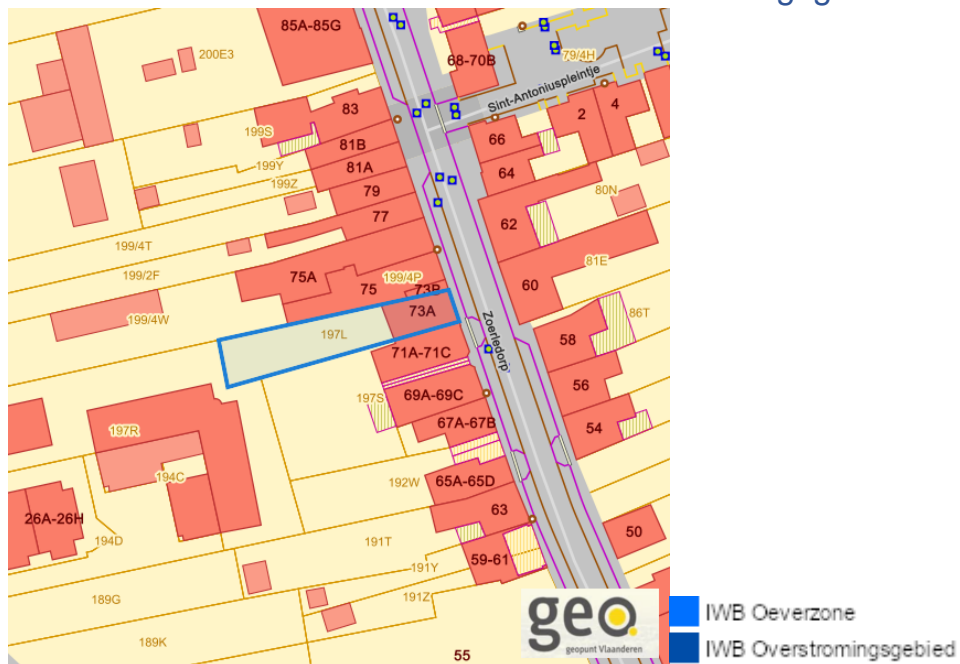 85A-85G
200E3
68-70B
79/4H
Sint-Antoniuspleintje
83
199S
66
2
4
81B
199Y
81A
64
199Z
79
80N
77
62
199/4T
81E
199/2F
75A
199/4P
75
73B
60
73A
86T
199/4W
197L
Zoerledorp
58
71A-71C
56
197S
69A-69C
67A-67B
54
197R
194C
192W
65A-65D
26A-26H
63
50
194D
191T
59-61
191Y
189G
191Z
geo.
geopunt Vlaanderen
189K
55
IWB Oeverzone
IWB Overstromingsgebied